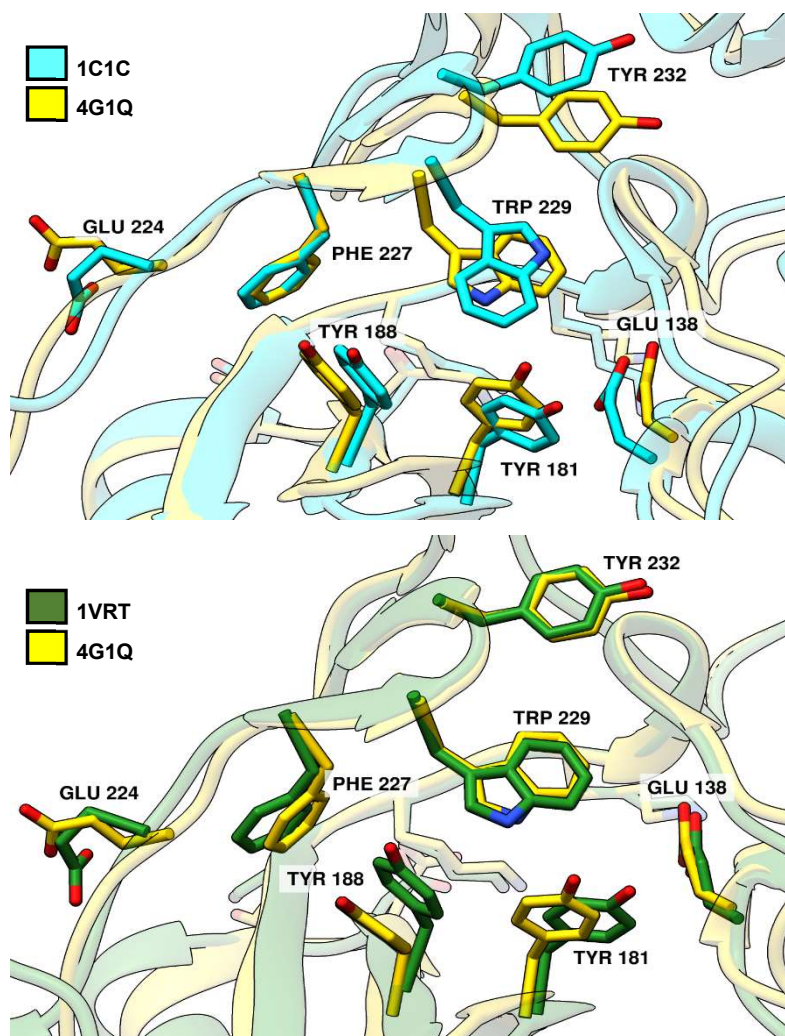 1C1C
4G1Q
TYR 232
GLU 224
TRP 229
PHE 227
TYR 188
GLU 138
TYR 181
1VRT
4G1Q
TYR 232
TRP 229
PHE 227
GLU 224
GLU 138
TYR 188
TYR 181